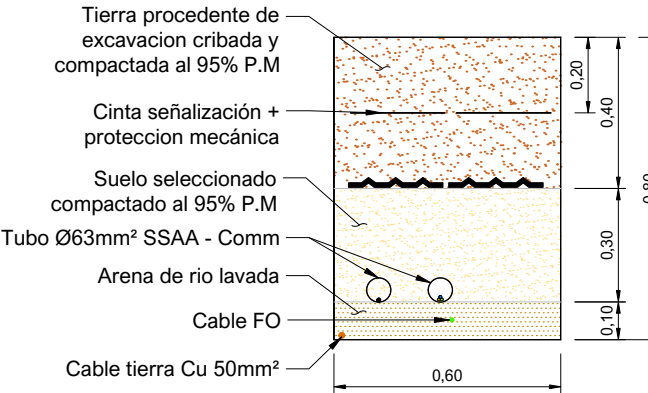 Tierra procedente de
excavacion cribada y
compactada al 95% P.M
Cinta señalización +
proteccion mecánica
Suelo seleccionado
compactado al 95% P.M
Tubo Ø63mm² SSAA - Comm
Arena de rio lavada
Cable FO
Cable tierra Cu 50mm²
0,20
0,40
0,30
0,10
0,80
0,60